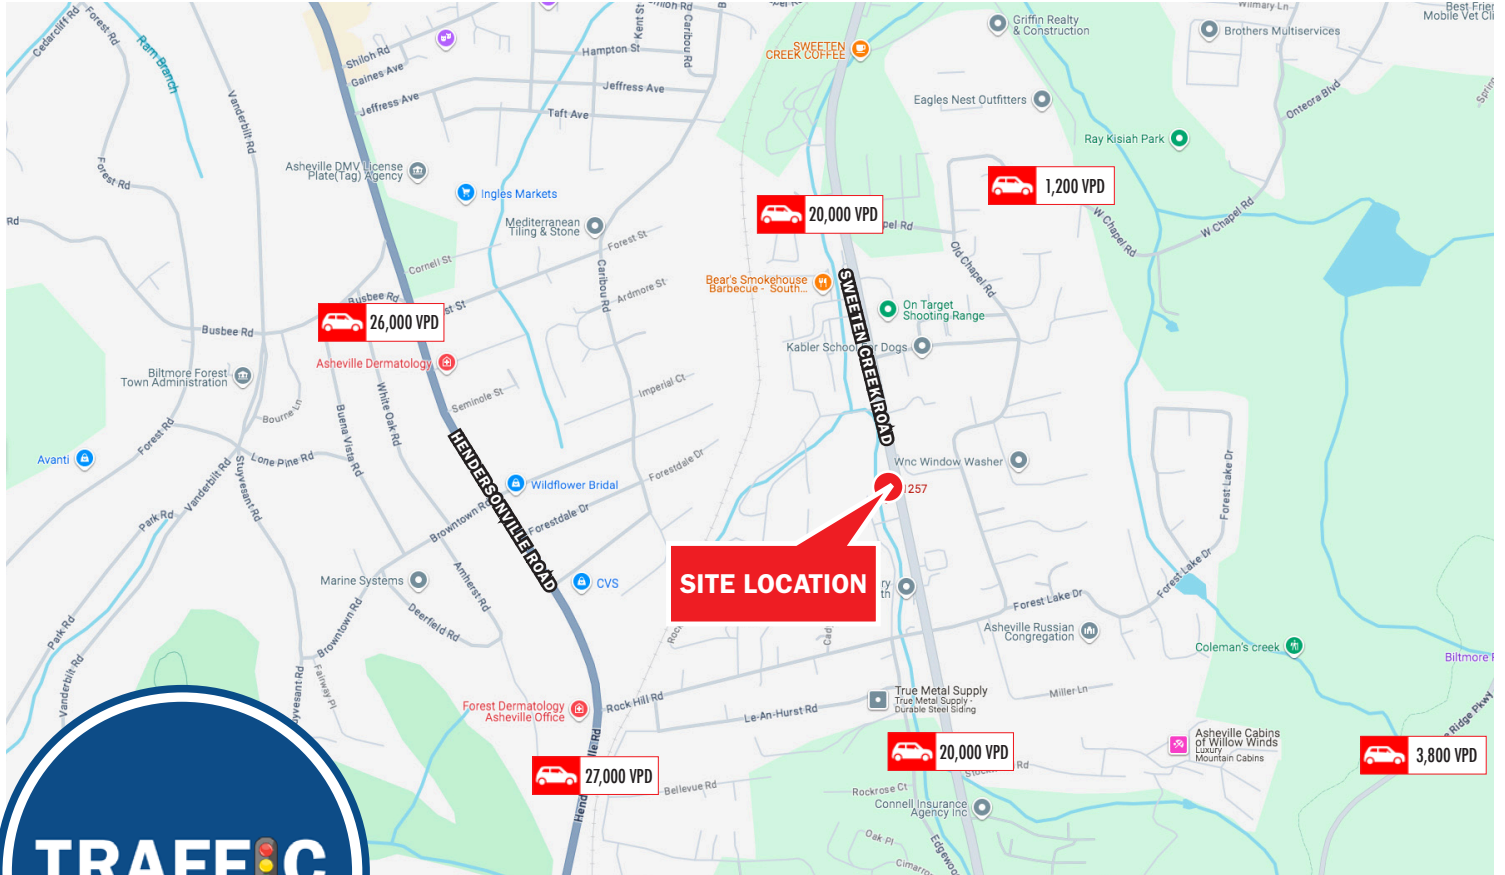 Cedarcliff Rd
Forest Rd
Ram Branch
Vanderbilt Rd
Forest Rd
Rd
Shiloh Rd
Gaines Ave
Jeffress Ave
Kent St
Hampton St
Caribou Rd
Jeffress Ave
Taft Ave
SWEETEN
CREEK COFFEE
Griffin Realty
& Construction
Wilmary Ln
Brothers Multiservices
Mobile Vet
Eagles Nest Outfitters
Onteora Blvd
Ray Kisiah Park
Asheville DMV License
Plate(Tag) Agency
Ingles Markets
Mediterranean
Tiling & Stone
20,000 VPD
1,200 VPD
W Chapel Rd
W Chapel Rd
Old Chapel Rd
Forest St
Cornell St
Caribou Rd
Ardmore St
Bear's Smokehouse
Barbecue - South...
On Target
Shooting Range
Kabler School for Dogs
SWEETEN CREEK ROAD
Busbee Rd
Busbee Rd
26,000 VPD
Asheville Dermatology
Biltmore Forest
Town Administration
Bourne Ln
Buena Vista Rd
White Oak Rd
Seminole St
Imperial Ct
Avanti
Forest Rd
Lone Pine Rd
Vanderbilt Rd
Stuyvesant Rd
Park Rd
HENDERSONVILLE ROAD
Wildflower Bridal
Forestdale Dr
Browntown Rd
Forestdale Dr
Wnc Window Washer
1257
SITE LOCATION
Forest Lake Dr
Forest Lake Dr
Forest Lake Dr
Marine Systems
CVS
Amherst Rd
Deerfield Rd
Browntown Rd
Fairway Pl
Park Rd
Vanderbilt Rd
Asheville Russian
Congregation
Coleman's creek
Biltmore
Ridge Pkwy
Forest Dermatology
Asheville Office
Rock Hill Rd
Le-An-Hurst Rd
True Metal Supply
True Metal Supply -
Durable Steel Siding
Miller Ln
Asheville Cabins
of Willow Winds
Luxury
Mountain Cabins
27,000 VPD
20,000 VPD
3,800 VPD
Bellevue Rd
Rockrose Ct
Connell Insurance
Agency Inc
Oak Pl
TRAFFIC